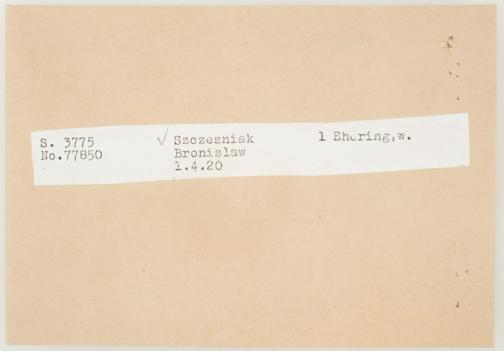 S. 3775 ✓ Szczesniak 1 Ehering,w.
No.77850 Bronislaw
1.4.20